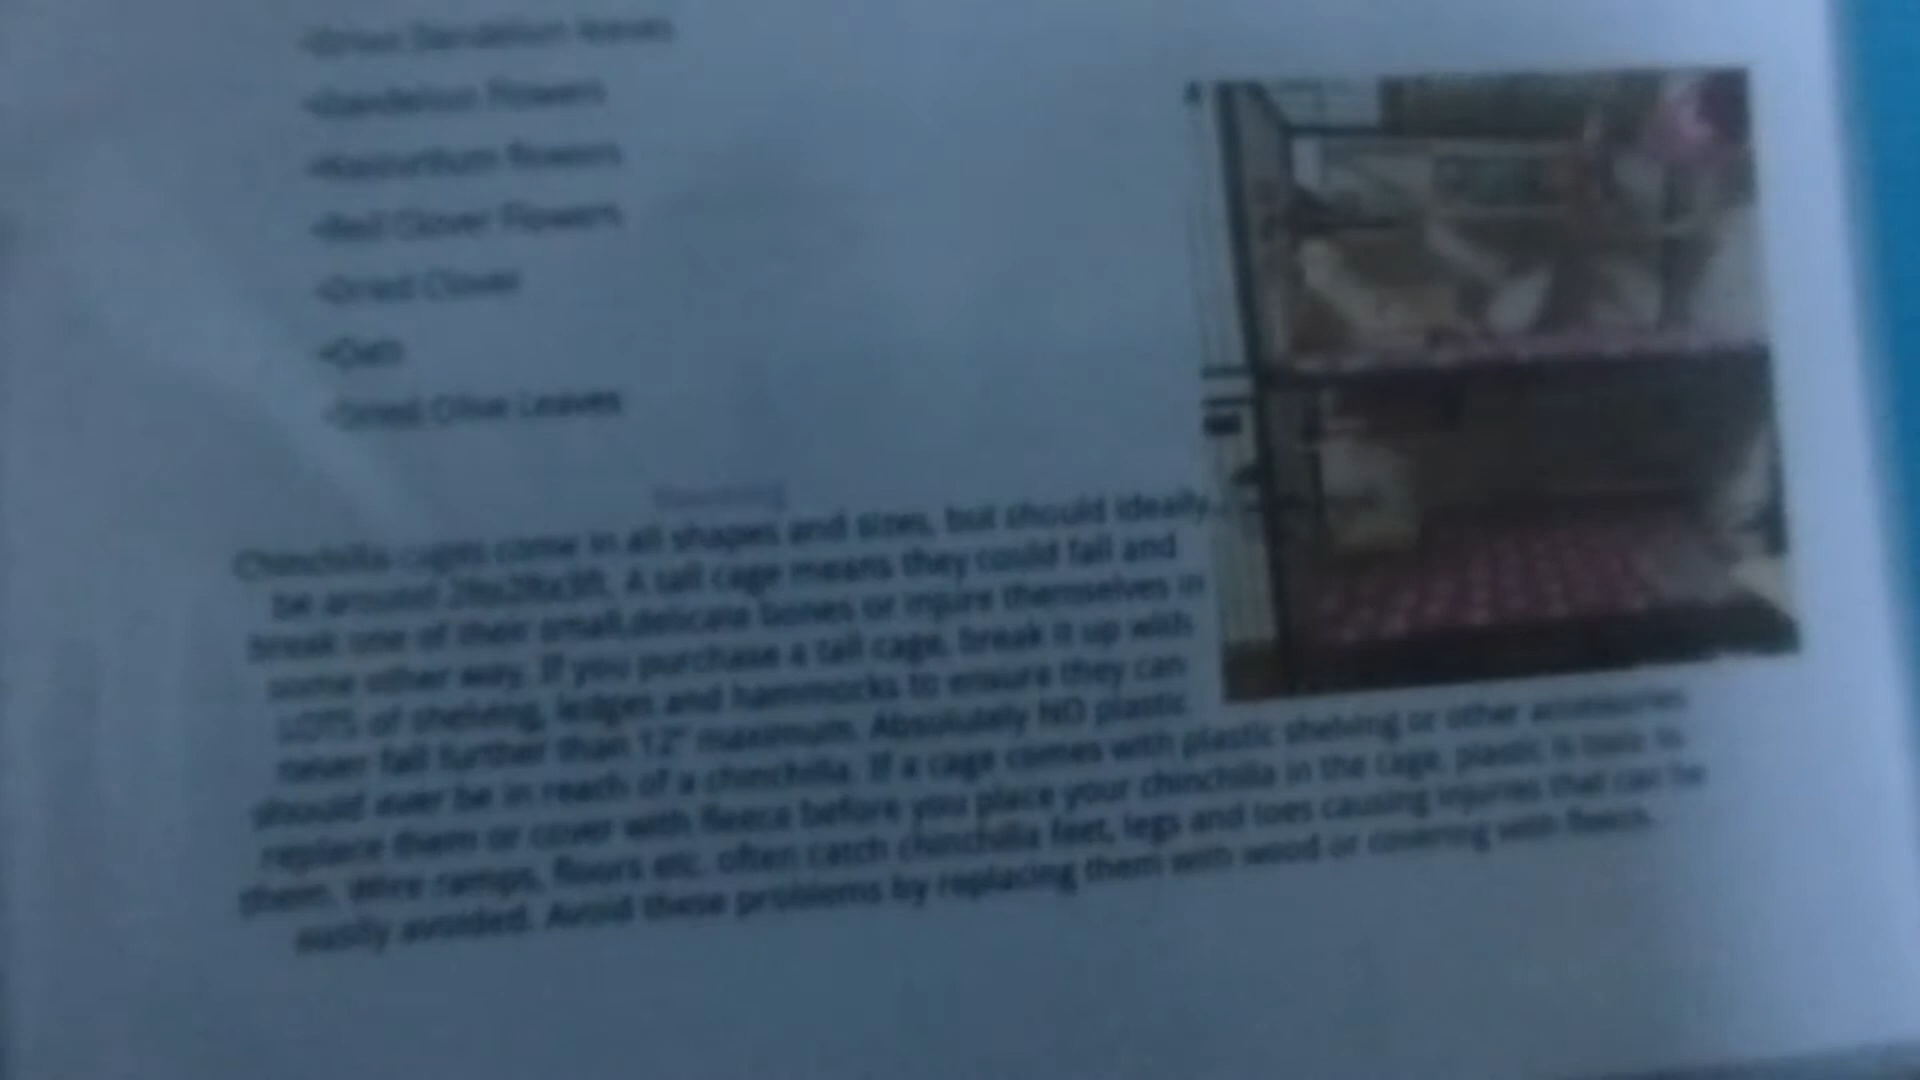 •Dried Dandelion leaves
•Dandelion flowers
•Nasturtium flowers
•Red Clover Flowers
•Dried Clover
•Oats
•Dried Olive Leaves
Housing
Chinchilla cages come in all shapes and sizes, but should ideally
be around 2ftx2ftx3ft. A tall cage means they could fall and
break one of their small,delicate bones or injure themselves in
some other way. If you purchase a tall cage, break it up with
LOTS of shelving, ledges and hammocks to ensure they can
never fall further than 12" maximum. Absolutely NO plastic
should ever be in reach of a chinchilla. If a cage comes with plastic shelving or other accessories
replace them or cover with fleece before you place your chinchilla in the cage, plastic is toxic to
them. Wire ramps, floors etc. often catch chinchilla feet, legs and toes causing injuries that can be
easily avoided. Avoid these problems by replacing them with wood or covering with fleece.